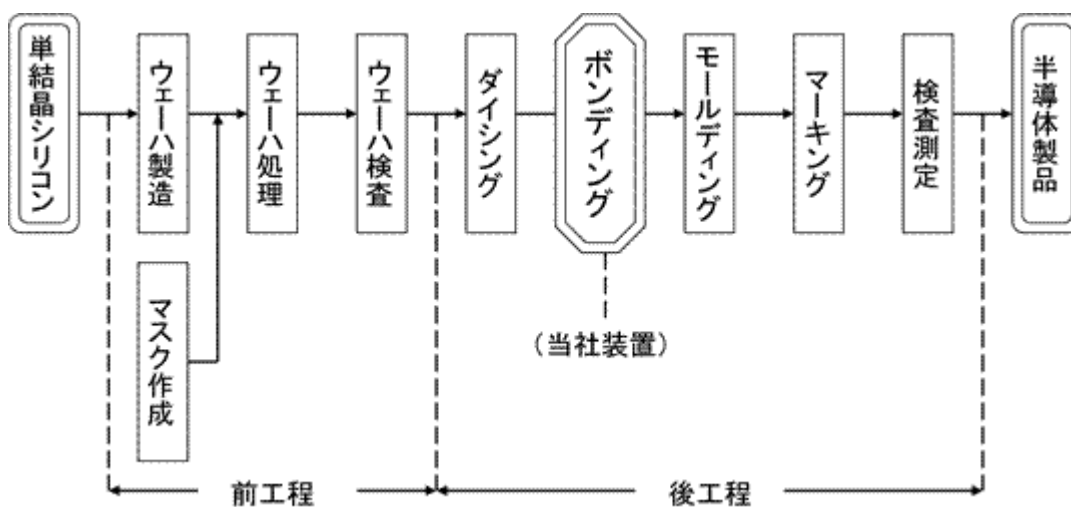 単結晶シリコン
ウェーハ製造
ウェーハ処理
ウェーハ検査
ダイシング
ボンディング
モールディング
マーキング
検査測定
半導体製品
マスク作成
（当社装置）
前工程
後工程